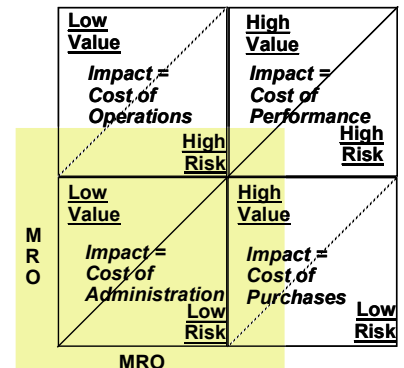 Low
Value
Impact =
Cost of
Operations
High
Risk
High
Value
Impact =
Cost of
Performance
High
Risk
Low
Value
Impact =
Cost of
Administration
Low
Risk
High
Value
Impact =
Cost of
Purchases
Low
Risk
M
R
O
MRO